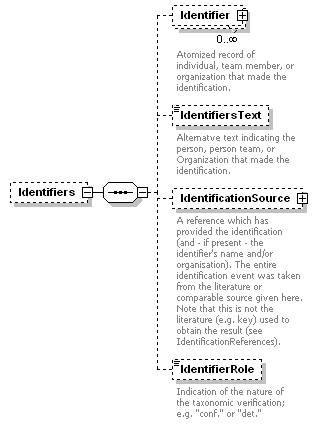 Identifier
0..∞
Atomized record of
individual, team member, or
organization that made the
identification.
IdentifiersText
Alternatve text indicating the
person, person team, or
Organization that made the
identification.
Identifiers
IdentificationSource
A reference which has
provided the identification
(and - if present - the
identifier's name and/or
organisation). The entire
identification event was taken
from the literature or
comparable source given here.
Note that this is not the
literature (e.g. key) used to
obtain the result (see
IdentificationReferences).
IdentifierRole
Indication of the nature of
the taxonomic verification;
e.g. "conf." or "det."